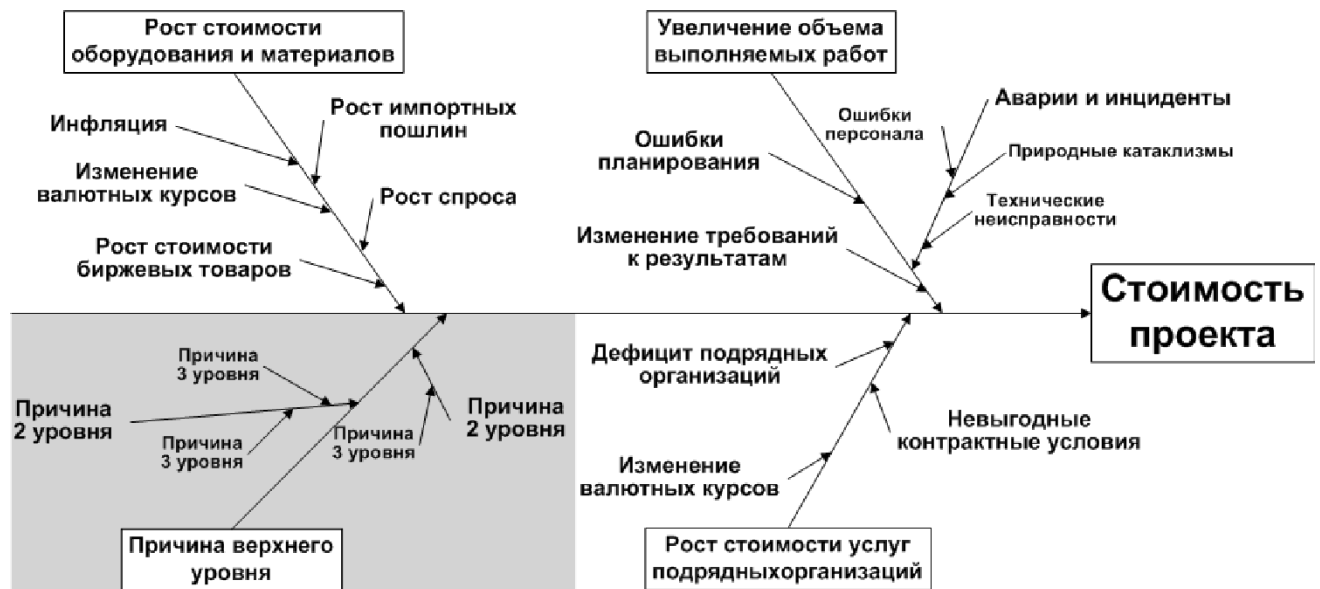 Рост стоимости
оборудования и материалов
Увеличение объема
выполняемых работ
Инфляция
Рост импортных
пошлин
Изменение
валютных курсов
Рост спроса
Рост стоимости
биржевых товаров
Ошибки
планирования
Ошибки
персонала
Аварии и инциденты
Природные катаклизмы
Технические
неисправности
Изменение требований
к результатам
Стоимость
проекта
Причина
3 уровня
Причина
2 уровня
Причина
3 уровня
Причина
3 уровня
Причина
2 уровня
Причина верхнего
уровня
Дефицит подрядных
организаций
Невыгодные
контрактные условия
Изменение
валютных курсов
Рост стоимости услуг
подрядныхорганизаций